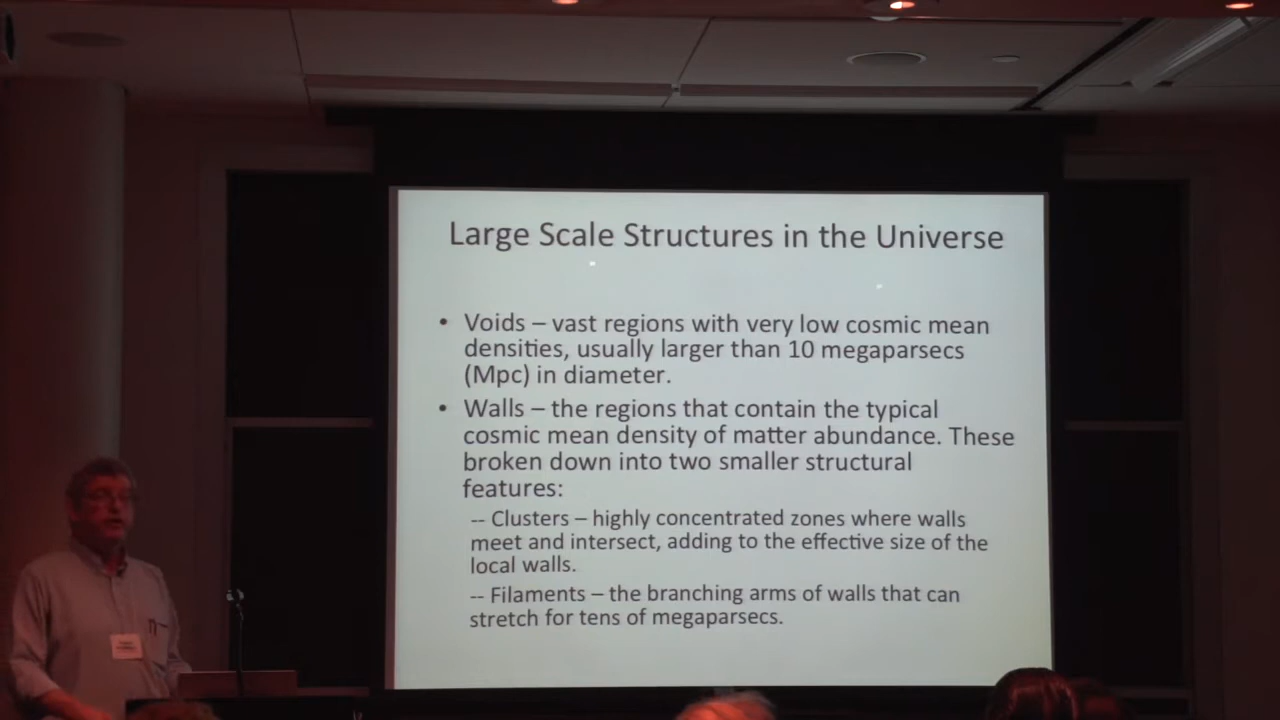 Large Scale Structures in the Universe
• Voids – vast regions with very low cosmic mean
densities, usually larger than 10 megaparsecs
(Mpc) in diameter.
• Walls – the regions that contain the typical
cosmic mean density of matter abundance. These
broken down into two smaller structural
features:
-- Clusters – highly concentrated zones where walls
meet and intersect, adding to the effective size of the
local walls.
-- Filaments – the branching arms of walls that can
stretch for tens of megaparsecs.